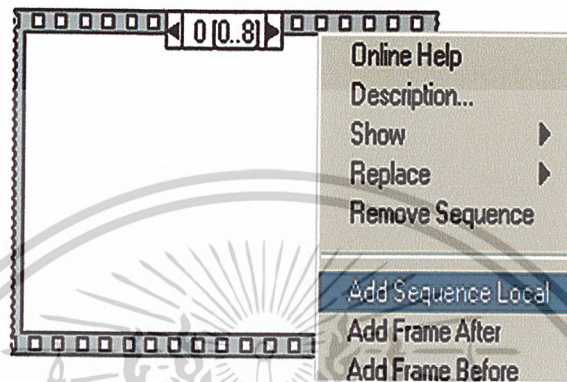 0 [0..8]
Online Help
Description...
Show
Replace
Remove Sequence
Add Sequence Local
Add Frame After
Add Frame Before